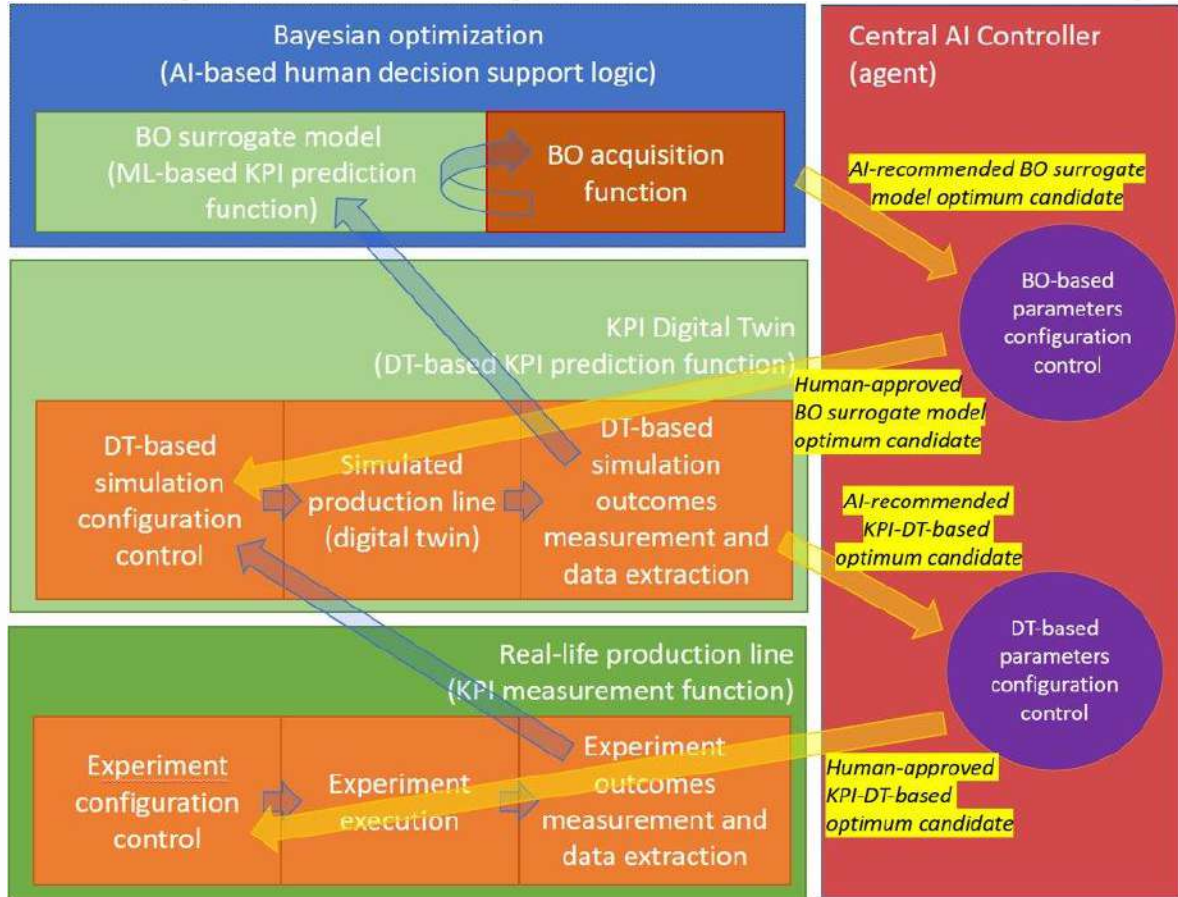 Bayesian optimization
(AI-based human decision support logic)
BO surrogate model
(ML-based KPI prediction
function)
BO acquisition
function
Central AI Controller
(agent)
AI-recommended BO surrogate
model optimum candidate
BO-based
parameters
configuration
control
KPI Digital Twin
(DT-based KPI prediction function)
Human-approved
BO surrogate model
optimum candidate
DT-based
simulation
configuration
control
Simulated
production line
(digital twin)
DT-based
simulation
outcomes
measurement and
data extraction
AI-recommended
KPI-DT-based
optimum candidate
DT-based
parameters
configuration
control
Real-life production line
(KPI measurement function)
Human-approved
KPI-DT-based
optimum candidate
Experiment
configuration
control
Experiment
execution
Experiment
outcomes
measurement and
data extraction